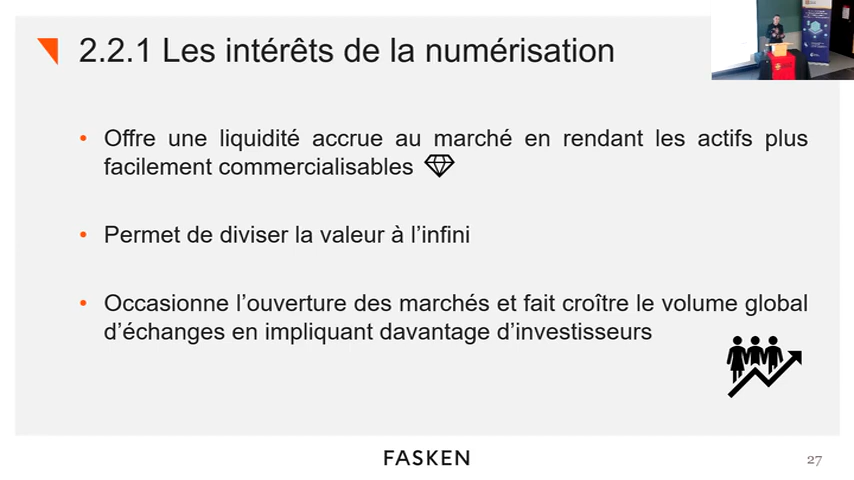 2.2.1 Les intérêts de la numérisation
• Offre une liquidité accrue au marché en rendant les actifs plus
facilement commercialisables
• Permet de diviser la valeur à l’infini
• Occasionne l’ouverture des marchés et fait croître le volume global
d’échanges en impliquant davantage d’investisseurs
FASKEN
27